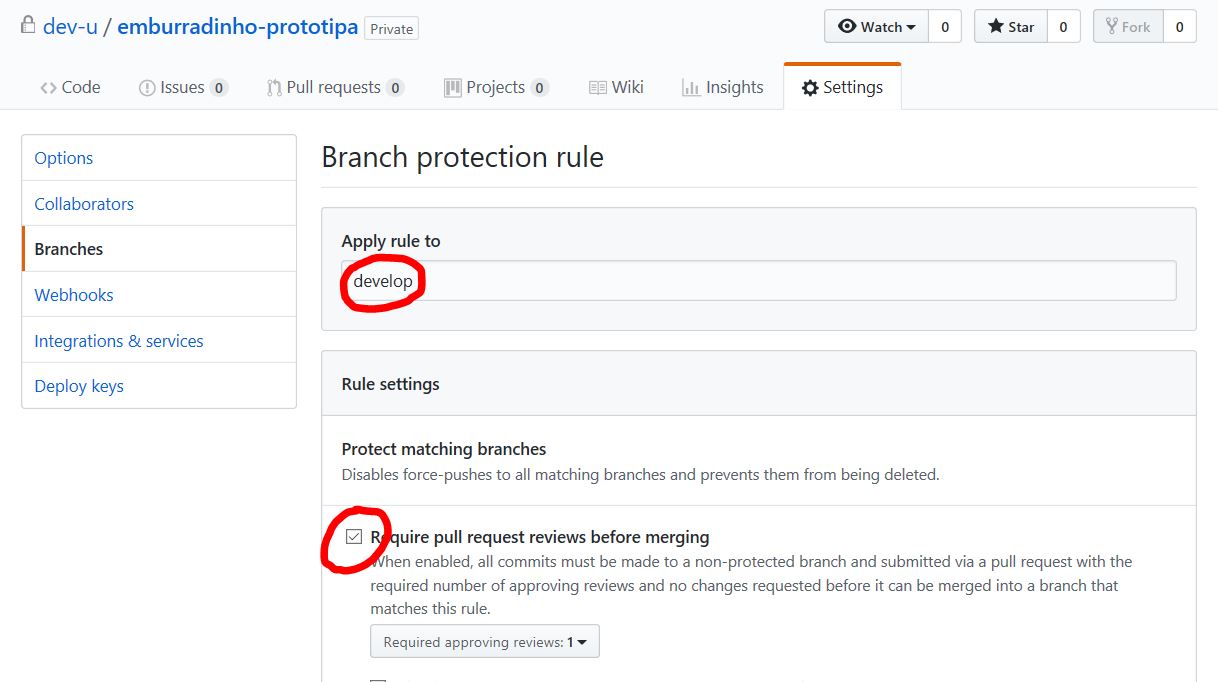 dev-u / emburradinho-prototipa Private
Watch 0 Star 0 Fork 0
Code Issues 0 Pull requests 0 Projects 0 Wiki Insights Settings
Options
Collaborators
Branches
Webhooks
Integrations & services
Deploy keys
Branch protection rule
Apply rule to
develop
Rule settings
Protect matching branches
Disables force-pushes to all matching branches and prevents them from being deleted.
Require pull request reviews before merging
When enabled, all commits must be made to a non-protected branch and submitted via a pull request with the
required number of approving reviews and no changes requested before it can be merged into a branch that
matches this rule.
Required approving reviews: 1